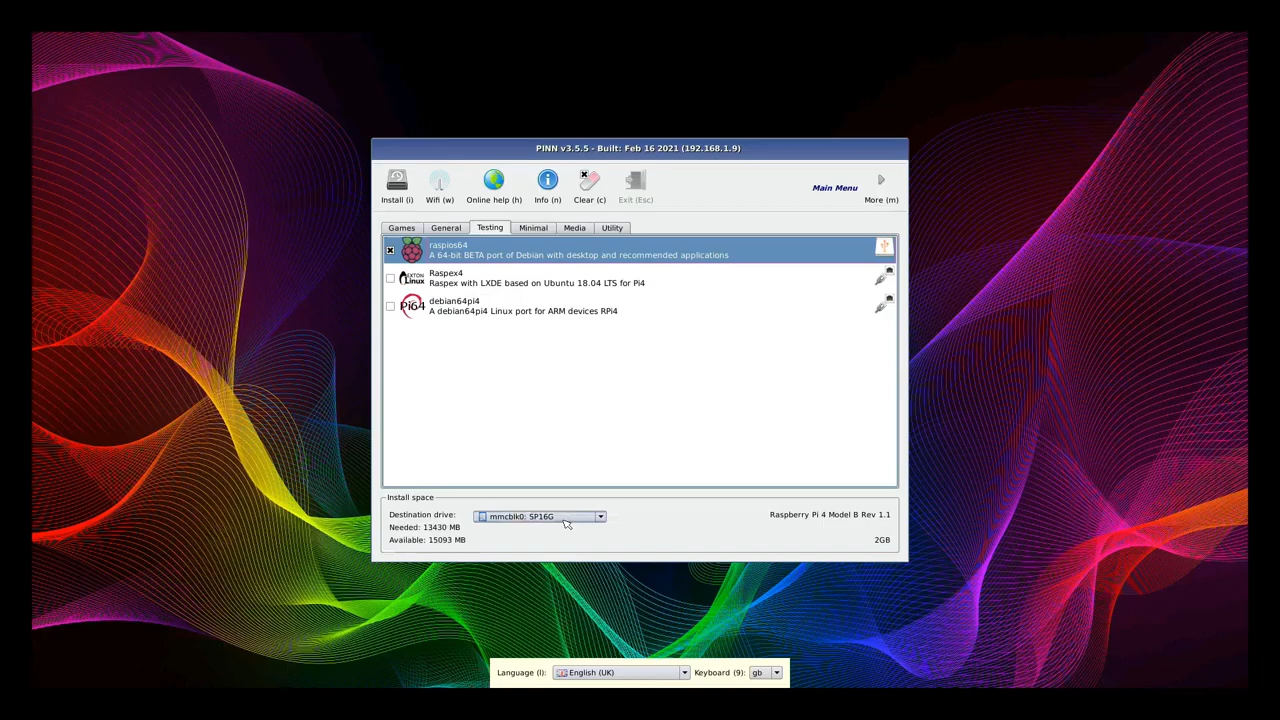 PINN v3.5.5 - Built: Feb 16 2021 (192.168.1.9)
Install (i) Wifi (w) Online help (h) Info (n) Clear (c) Exit (Esc) Main Menu More (m)
Games General Testing Minimal Media Utility
raspios64
A 64-bit BETA port of Debian with desktop and recommended applications
EXTON Linux
Raspex4
Raspex with LXDE based on Ubuntu 18.04 LTS for Pi4
Pi64
debian64pi4
A debian64pi4 Linux port for ARM devices RPi4
Install space
Destination drive: mmcblk0: SP16G Raspberry Pi 4 Model B Rev 1.1
Needed: 13430 MB
Available: 15093 MB 2GB
Language (l): English (UK) Keyboard (9): gb